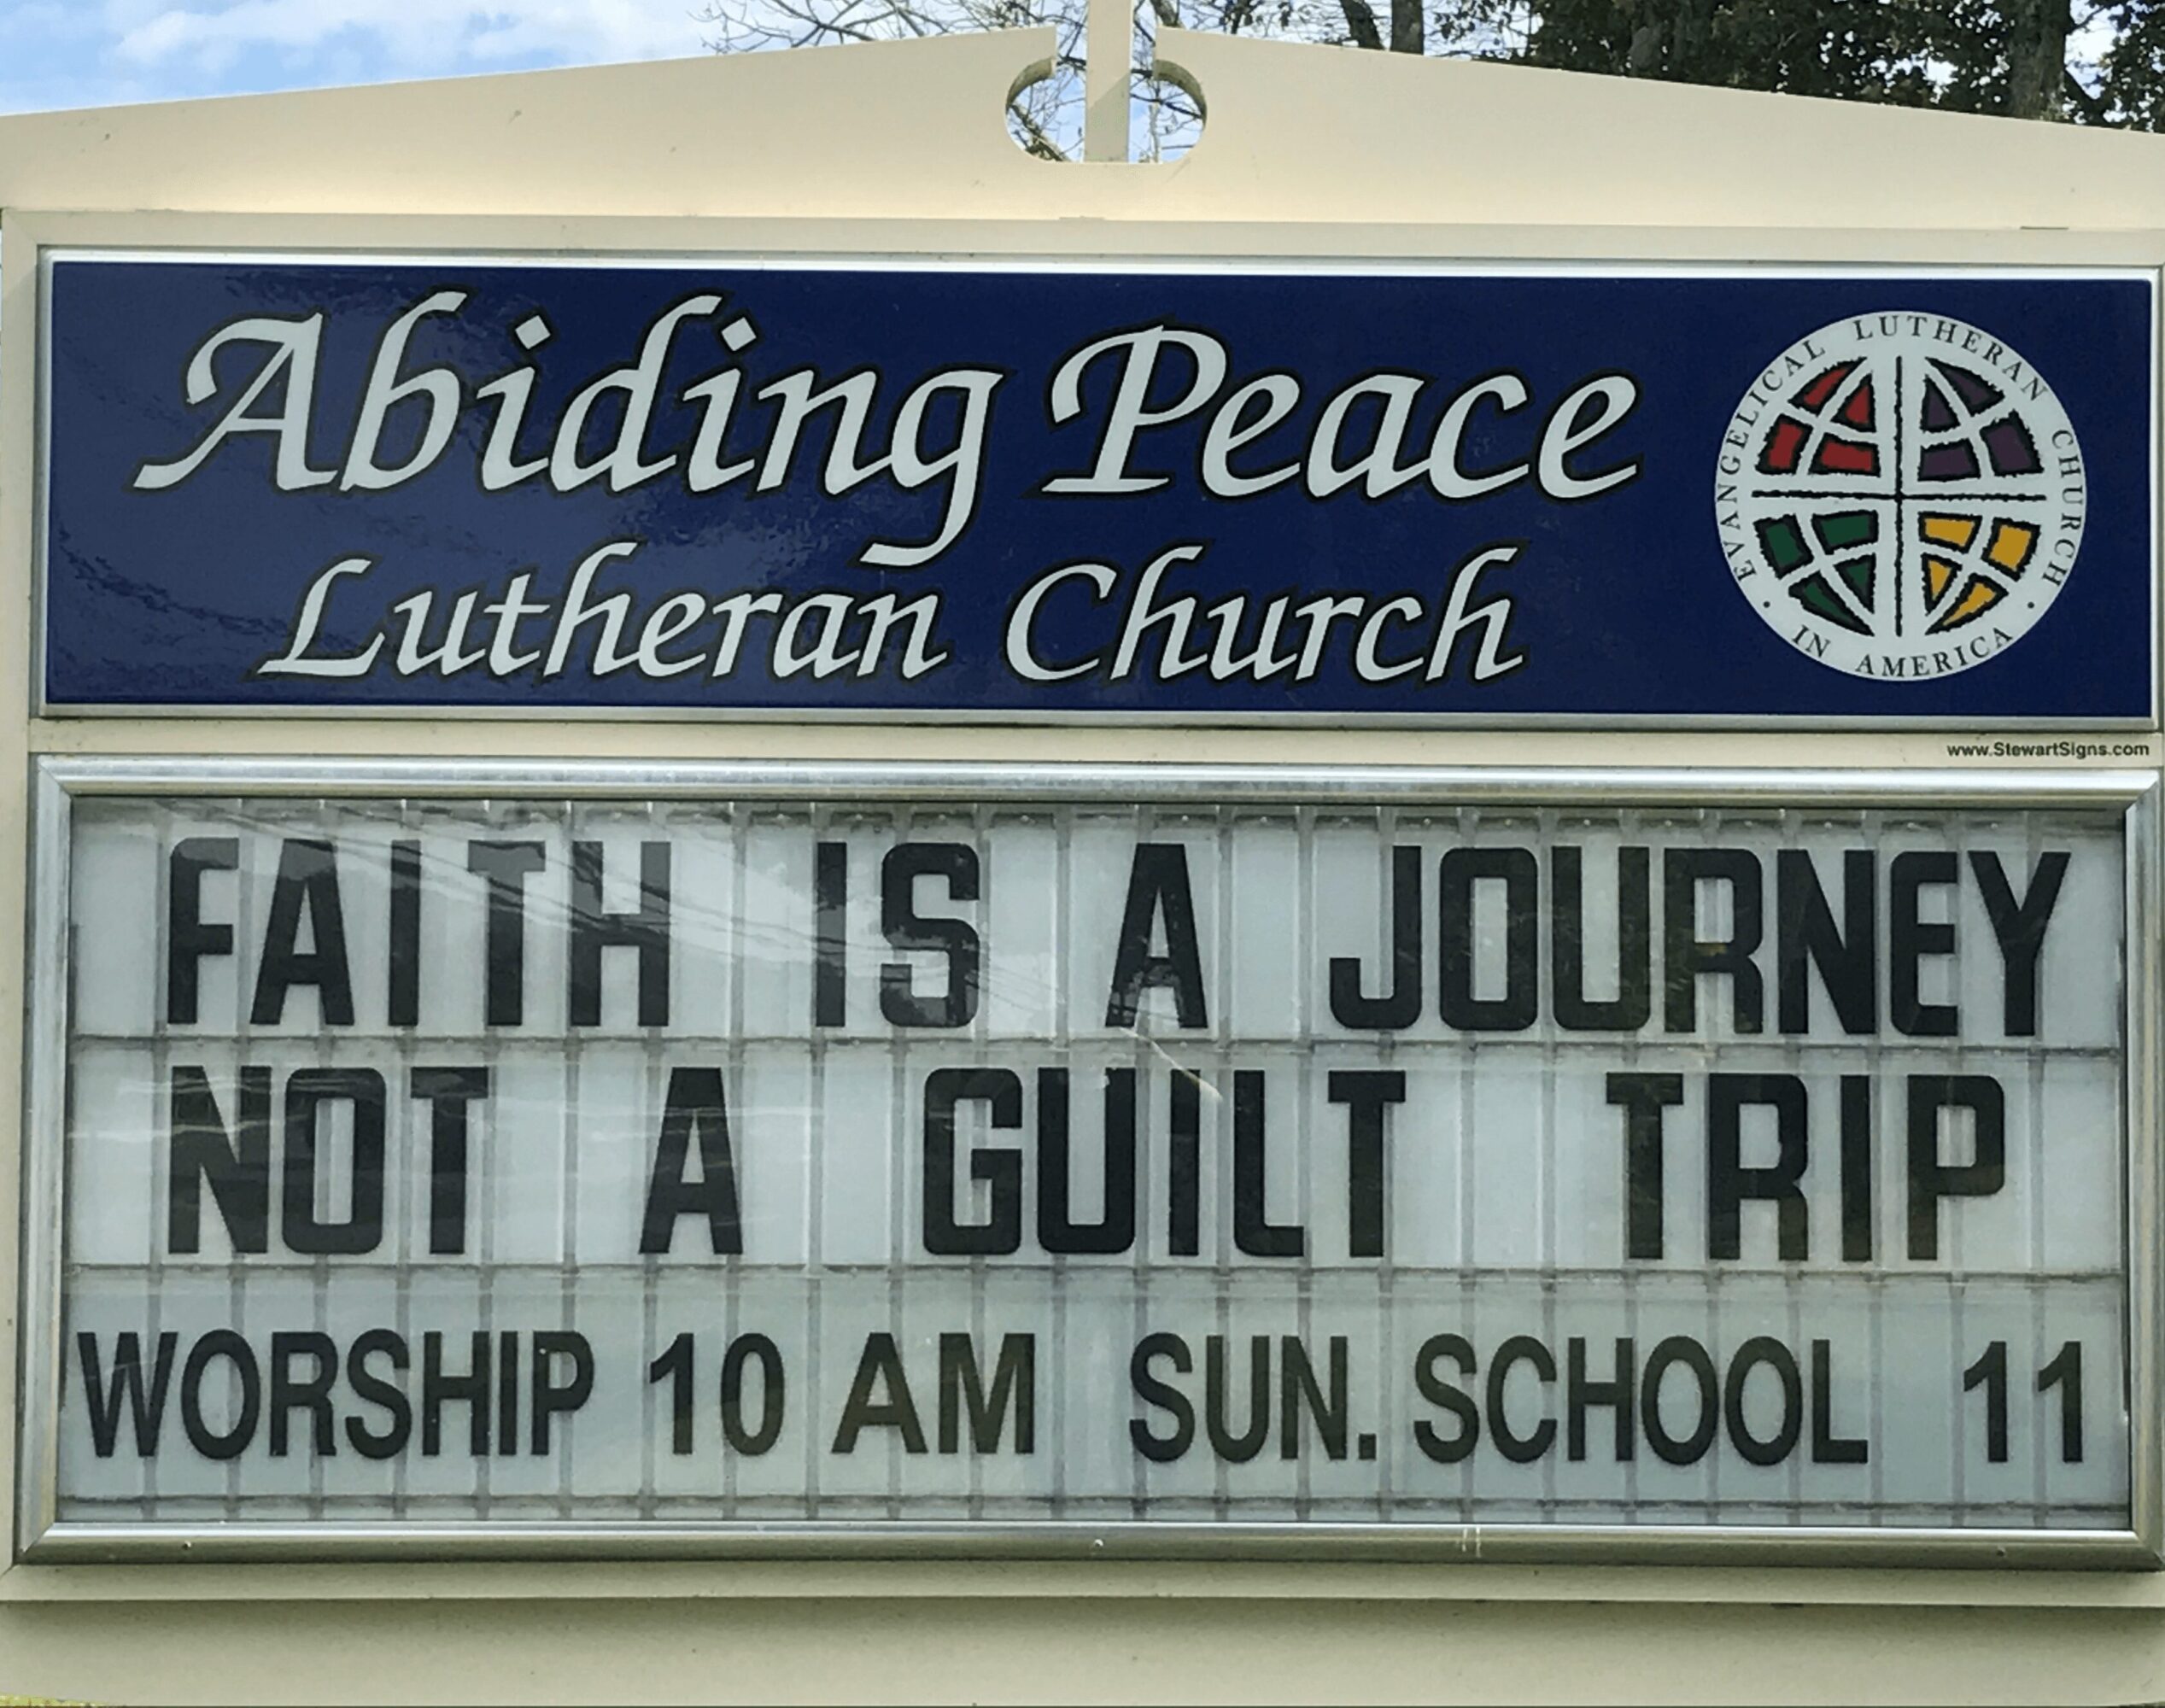 Abiding Peace
Lutheran Church
EVANGELICAL LUTHERAN CHURCH
• IN AMERICA •
www.StewartSigns.com
FAITH IS A JOURNEY
NOT A GUILT TRIP
WORSHIP 10 AM SUN. SCHOOL 11